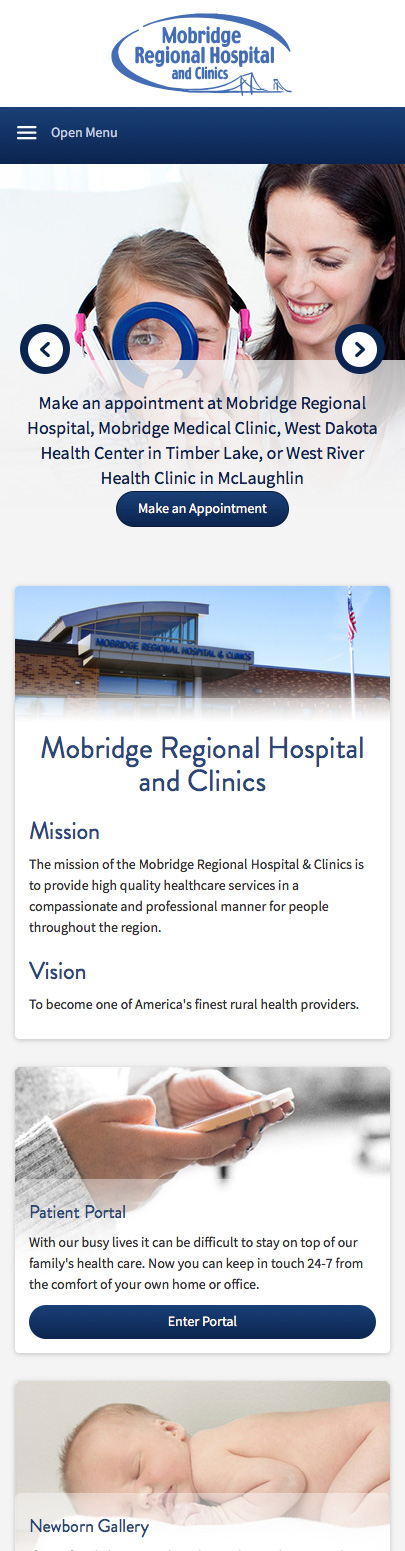 Mobridge
Regional Hospital
and Clinics
Open Menu
Make an appointment at Mobridge Regional
Hospital, Mobridge Medical Clinic, West Dakota
Health Center in Timber Lake, or West River
Health Clinic in McLaughlin
Make an Appointment
MOBRIDGE REGIONAL HOSPITAL & CLINICS
Mobridge Regional Hospital
and Clinics
Mission
The mission of the Mobridge Regional Hospital & Clinics is
to provide high quality healthcare services in a
compassionate and professional manner for people
throughout the region.
Vision
To become one of America's finest rural health providers.
Patient Portal
With our busy lives it can be difficult to stay on top of our
family's health care. Now you can keep in touch 24-7 from
the comfort of your own home or office.
Enter Portal
Newborn Gallery